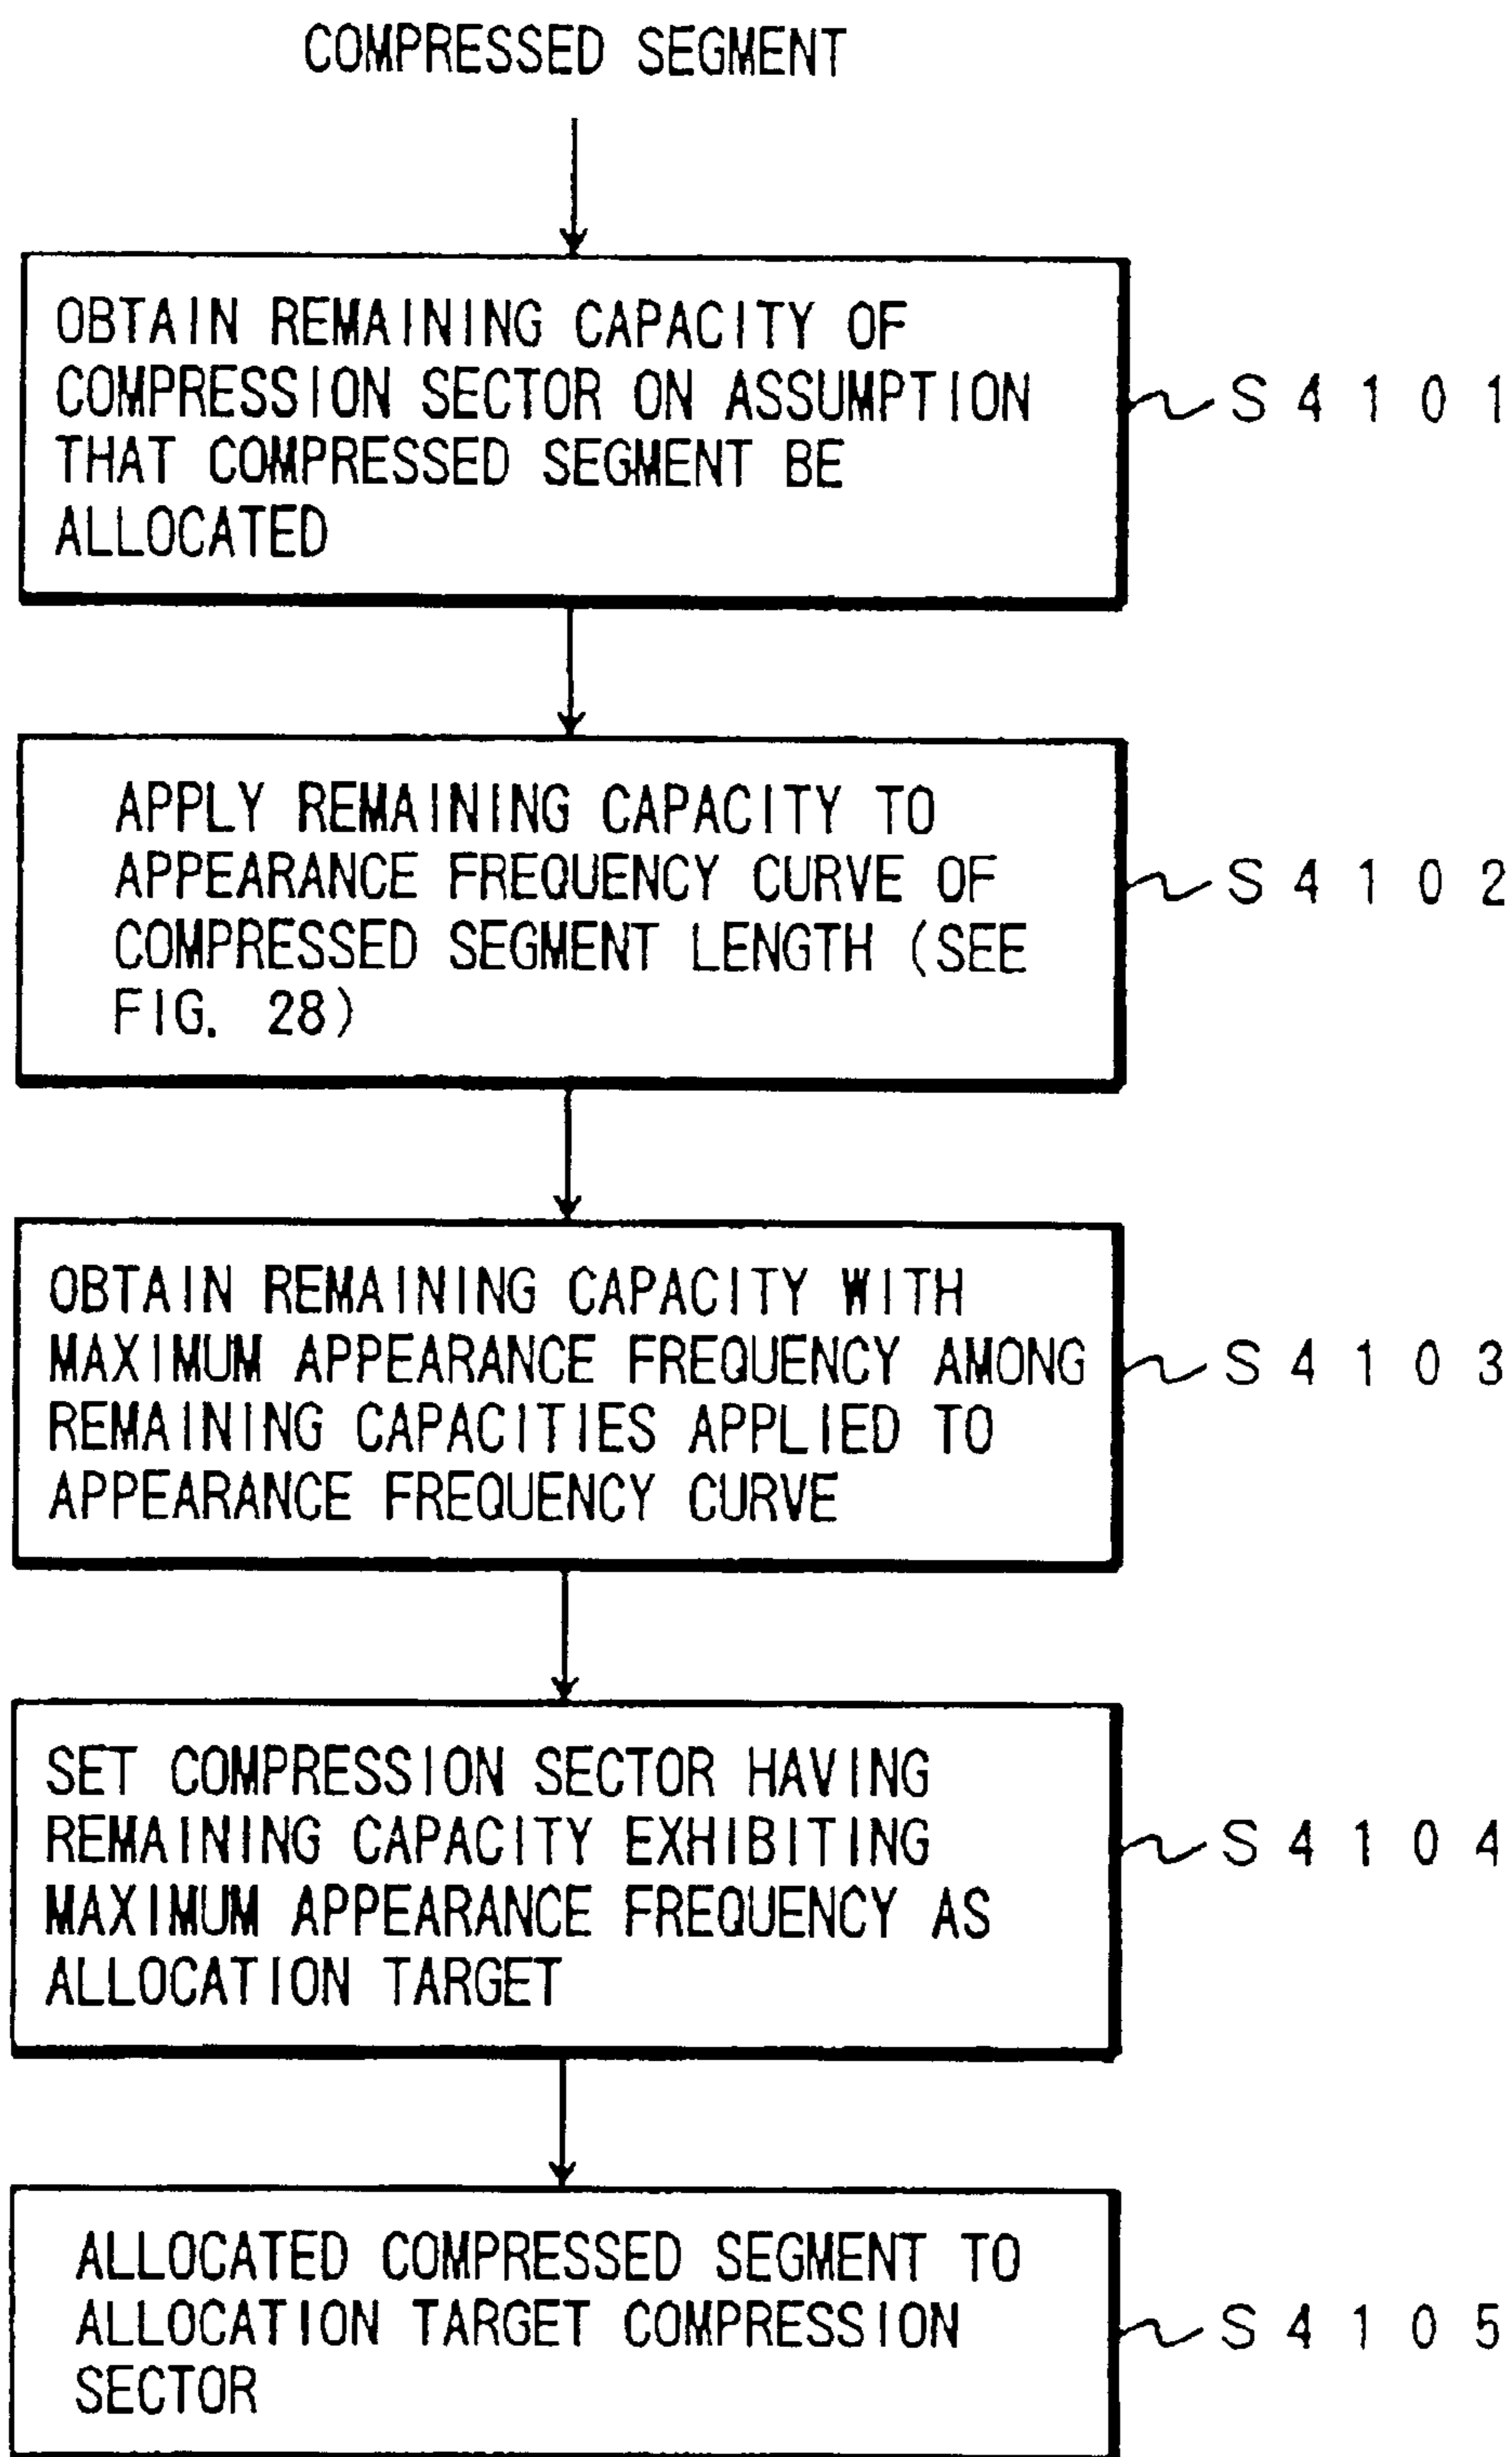 COMPRESSED SEGMENT
OBTAIN REMAINING CAPACITY OF
COMPRESSION SECTOR ON ASSUMPTION
THAT COMPRESSED SEGMENT BE
ALLOCATED
S4101
APPLY REMAINING CAPACITY TO
APPEARANCE FREQUENCY CURVE OF
COMPRESSED SEGMENT LENGTH (SEE
FIG. 28)
S4102
OBTAIN REMAINING CAPACITY WITH
MAXIMUM APPEARANCE FREQUENCY AMONG
REMAINING CAPACITIES APPLIED TO
APPEARANCE FREQUENCY CURVE
S4103
SET COMPRESSION SECTOR HAVING
REMAINING CAPACITY EXHIBITING
MAXIMUM APPEARANCE FREQUENCY AS
ALLOCATION TARGET
S4104
ALLOCATED COMPRESSED SEGMENT TO
ALLOCATION TARGET COMPRESSION
SECTOR
S4105